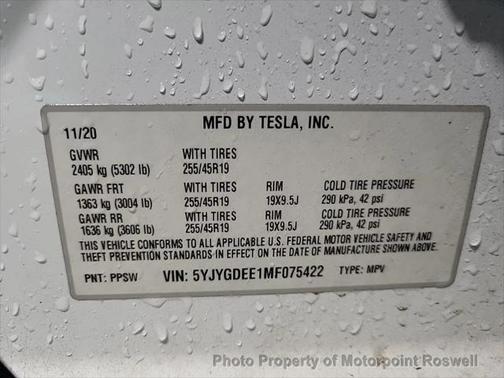 11/20 MFD BY TESLA, INC.
GVWR WITH TIRES
2405 kg (5302 lb) 255/45R19
GAWR FRT WITH TIRES RIM COLD TIRE PRESSURE
1363 kg (3004 lb) 255/45R19 19X9.5J 290 kPa, 42 psi
GAWR RR WITH TIRES RIM COLD TIRE PRESSURE
1636 kg (3606 lb) 255/45R19 19X9.5J 290 kPa, 42 psi
THIS VEHICLE CONFORMS TO ALL APPLICABLE U.S. FEDERAL MOTOR VEHICLE SAFETY AND
THEFT PREVENTION STANDARDS IN EFFECT ON THE DATE OF MANUFACTURE SHOWN ABOVE.
PNT: PPSW VIN: 5YJYGDEE1MF075422 TYPE: MPV
Photo Property of Motorpoint Roswell